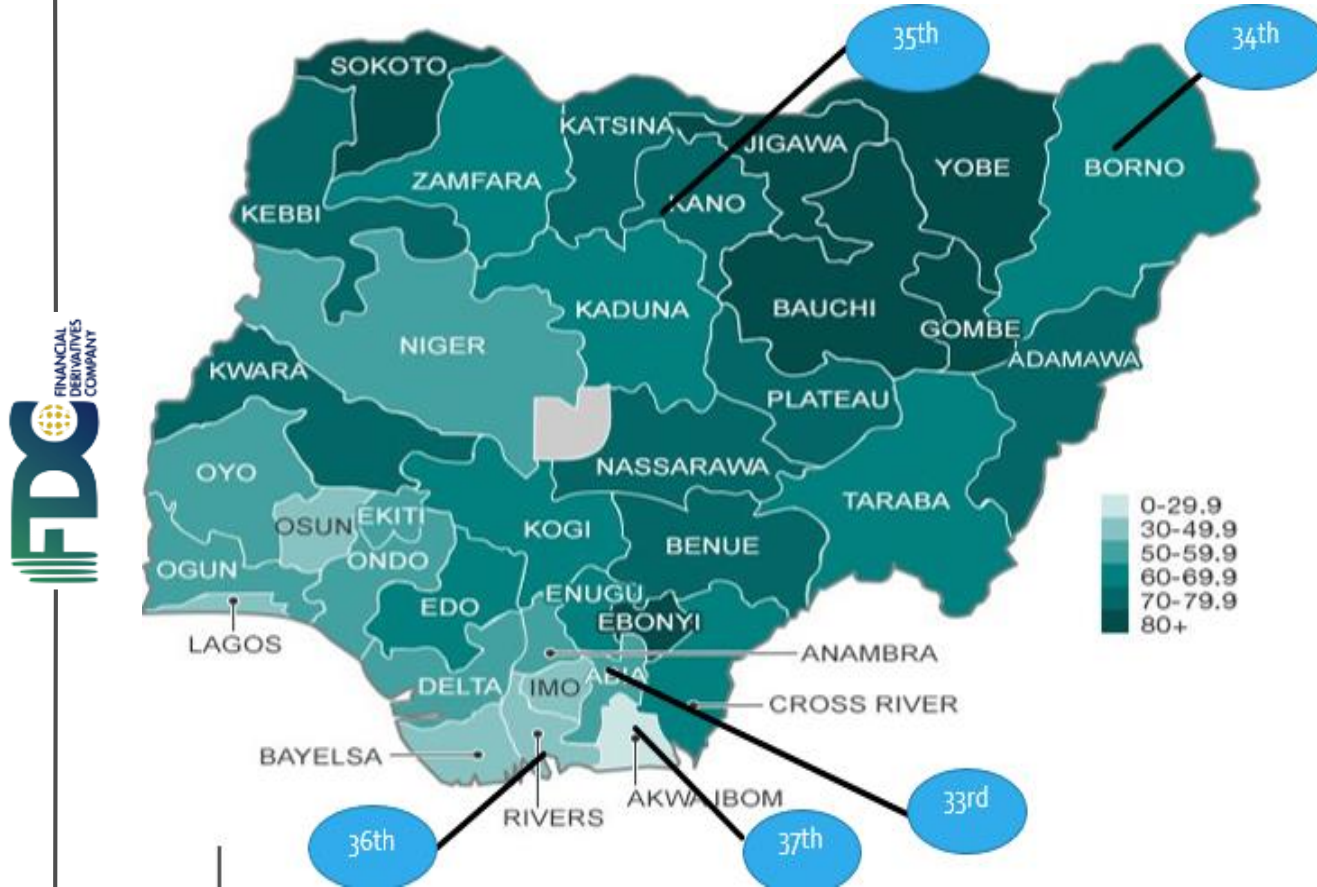 35th
34th
SOKOTO
KATSINA
JIGAWA
YOBE
BORNO
ZAMFARA
KANO
KEBBI
KADUNA
BAUCHI
GOMBE
ADAMAWA
NIGER
KWARA
PLATEAU
NASSARAWA
TARABA
OYO
OSUN
EKITI
KOGI
BENUE
OGUN
ONDO
ENUGU
EDO
EBONYI
LAGOS
ANAMBRA
DELTA
IMO
ABIA
CROSS RIVER
BAYELSA
RIVERS
AKWA IBOM
0-29.9
30-49.9
50-59.9
60-69.9
70-79.9
80+
33rd
36th
37th
FDC
FINANCIAL
DERIVATIVES
COMPANY